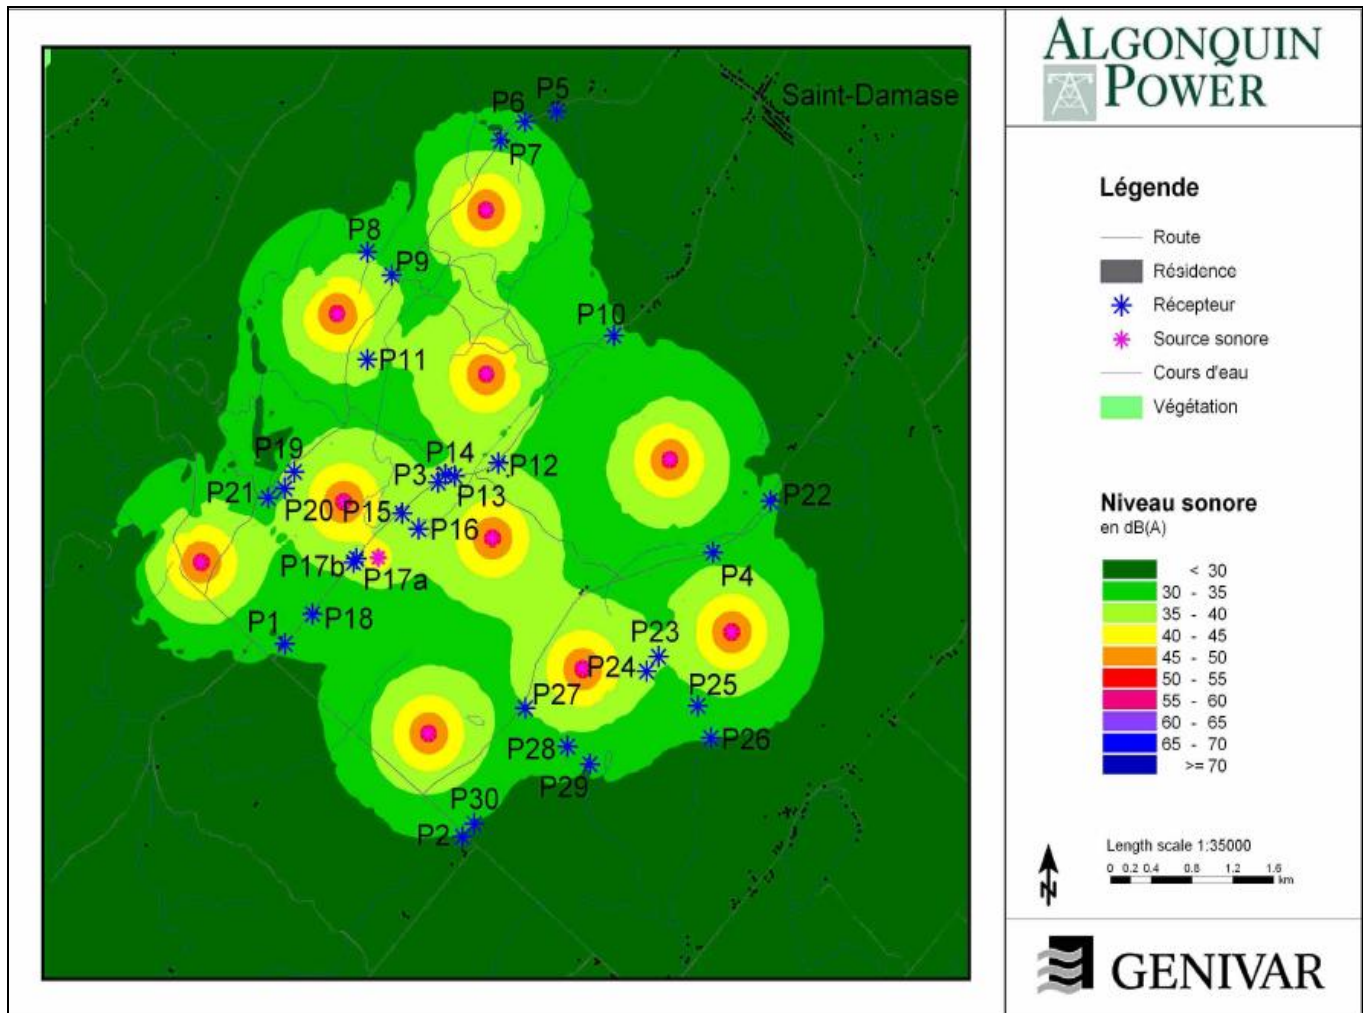 Saint-Damase
P5
P6
P7
P8
P9
P10
P11
P19
P14
P12
P3
P13
P21
P20
P15
P16
P22
P17b
P17a
P4
P1
P18
P23
P24
P25
P27
P26
P28
P29
P30
P2
ALGONQUIN
POWER
Légende
Route
Résidence
Récepteur
Source sonore
Cours d'eau
Végétation
Niveau sonore
en dB(A)
< 30
30 - 35
35 - 40
40 - 45
45 - 50
50 - 55
55 - 60
60 - 65
65 - 70
>= 70
Length scale 1:35000
0 0.2 0.4 0.8 1.2 1.6
km
N
GENIVAR